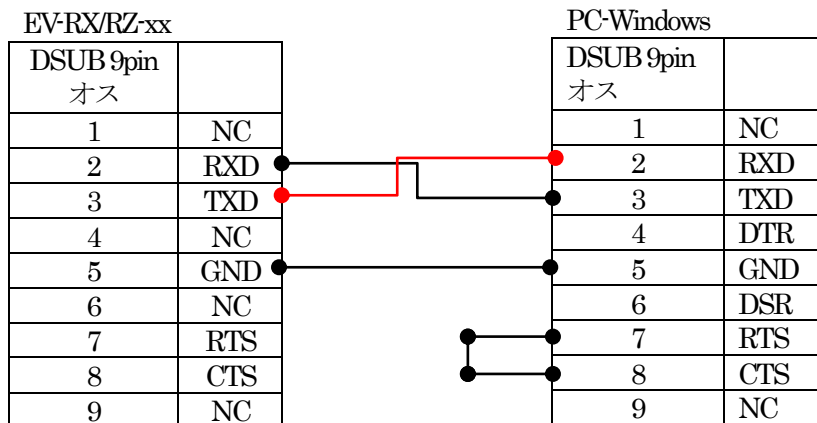 EV-RX/RZ-xx
DSUB 9pin
オス
1 NC
2 RXD
3 TXD
4 NC
5 GND
6 NC
7 RTS
8 CTS
9 NC
PC-Windows
DSUB 9pin
オス
1 NC
2 RXD
3 TXD
4 DTR
5 GND
6 DSR
7 RTS
8 CTS
9 NC